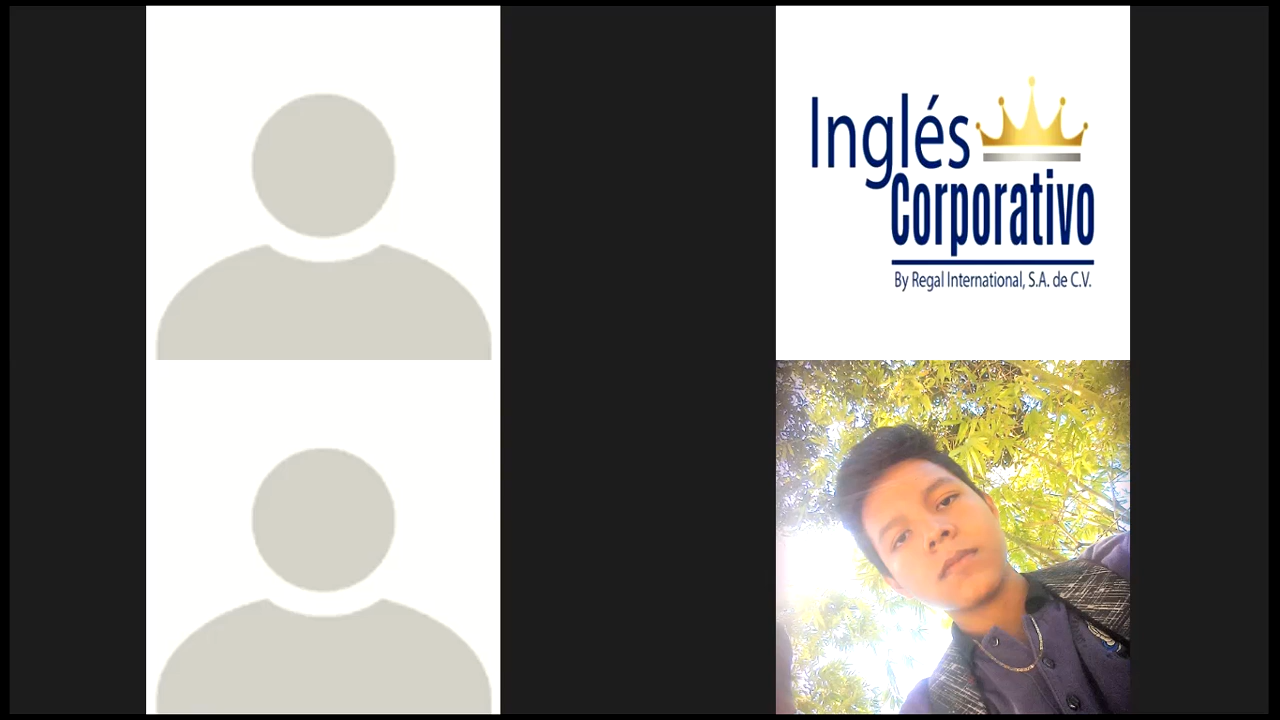 Inglés
Corporativo
By Regal International, S.A. de C.V.